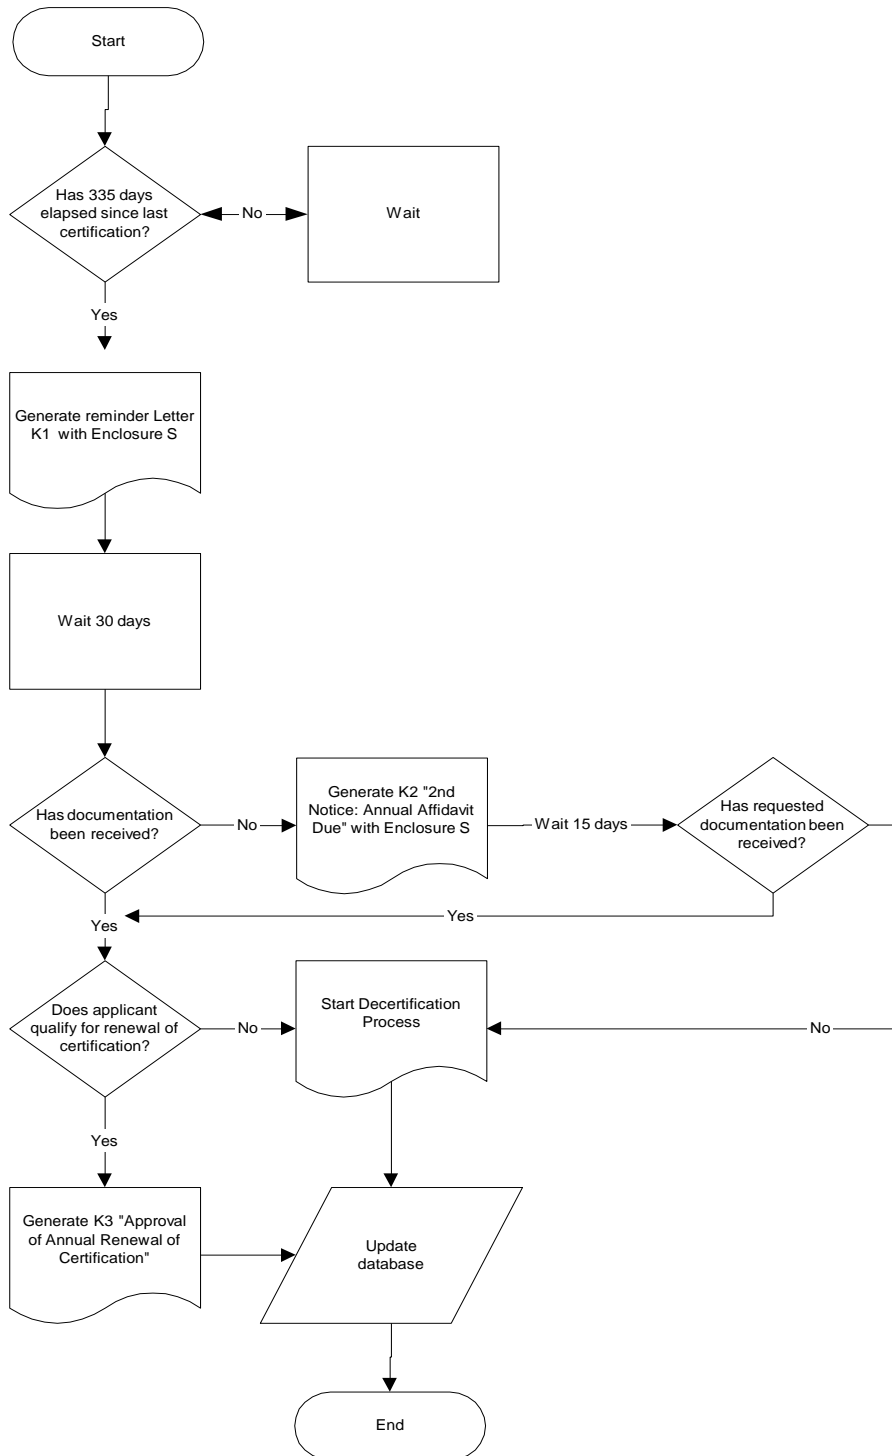 Start
Has 335 days
elapsed since last
certification?
No
Wait
Yes
Generate reminder Letter
K1 with Enclosure S
Wait 30 days
Has documentation
been received?
No
Generate K2 "2nd
Notice: Annual Affidavit
Due" with Enclosure S
Wait 15 days
Has requested
documentation been
received?
Yes
Yes
Does applicant
qualify for renewal of
certification?
No
Start Decertification
Process
No
Yes
Generate K3 "Approval
of Annual Renewal of
Certification"
Update
database
End